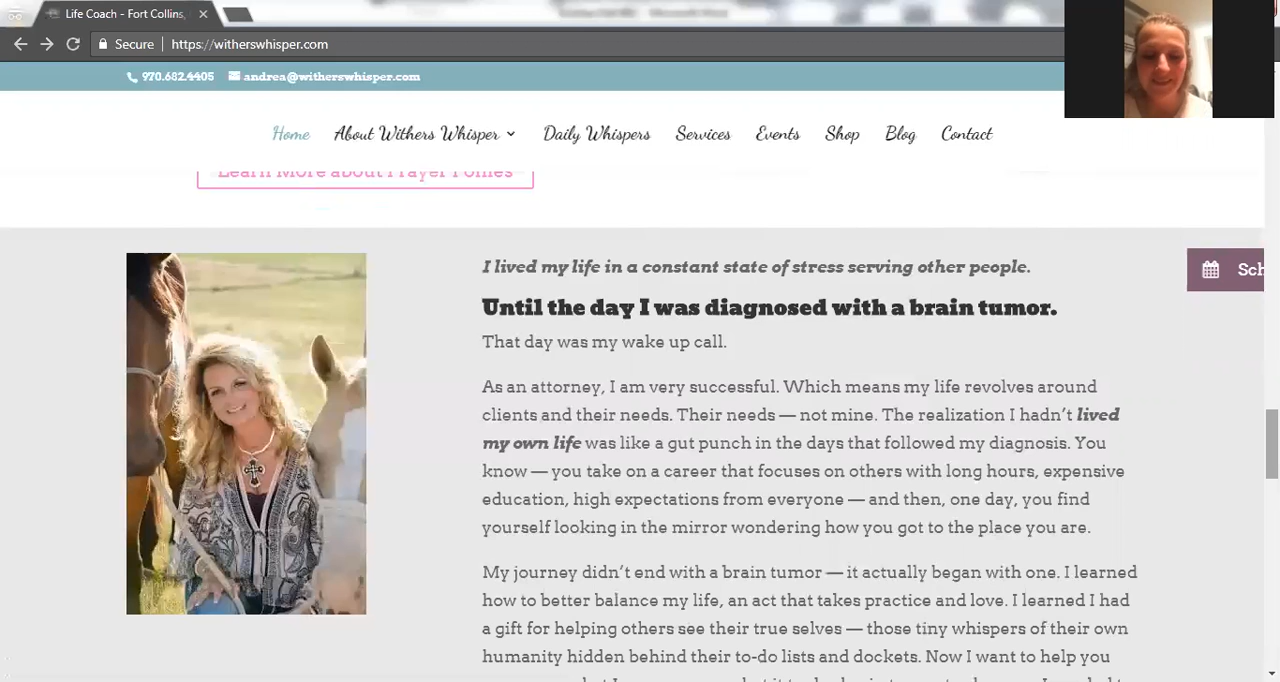 Life Coach - Fort Collins,
Secure
https://witherswhisper.com
970.682.4405 andrea@witherswhisper.com
Home About Withers Whisper Daily Whispers Services Events Shop Blog Contact
Learn More about Prayer Ponies
Sch
I lived my life in a constant state of stress serving other people.
Until the day I was diagnosed with a brain tumor.
That day was my wake up call.
As an attorney, I am very successful. Which means my life revolves around
clients and their needs. Their needs — not mine. The realization I hadn't lived
my own life was like a gut punch in the days that followed my diagnosis. You
know — you take on a career that focuses on others with long hours, expensive
education, high expectations from everyone — and then, one day, you find
yourself looking in the mirror wondering how you got to the place you are.
My journey didn't end with a brain tumor — it actually began with one. I learned
how to better balance my life, an act that takes practice and love. I learned I had
a gift for helping others see their true selves — those tiny whispers of their own
humanity hidden behind their to-do lists and dockets. Now I want to help you